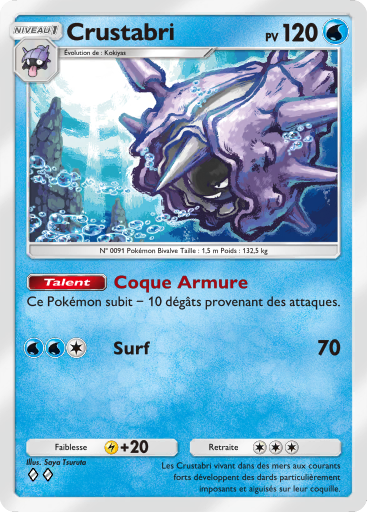 NIVEAU 1
Crustabri
PV 120
Évolution de : Kokiyas
N° 0091 Pokémon Bivalve Taille : 1,5 m Poids : 132,5 kg
Talent Coque Armure
Ce Pokémon subit − 10 dégâts provenant des attaques.
Surf 70
Faiblesse +20 Retraite
Illus. Saya Tsuruta
Les Crustabri vivant dans des mers aux courants
forts développent des dards particulièrement
imposants et aiguisés sur leur coquille.